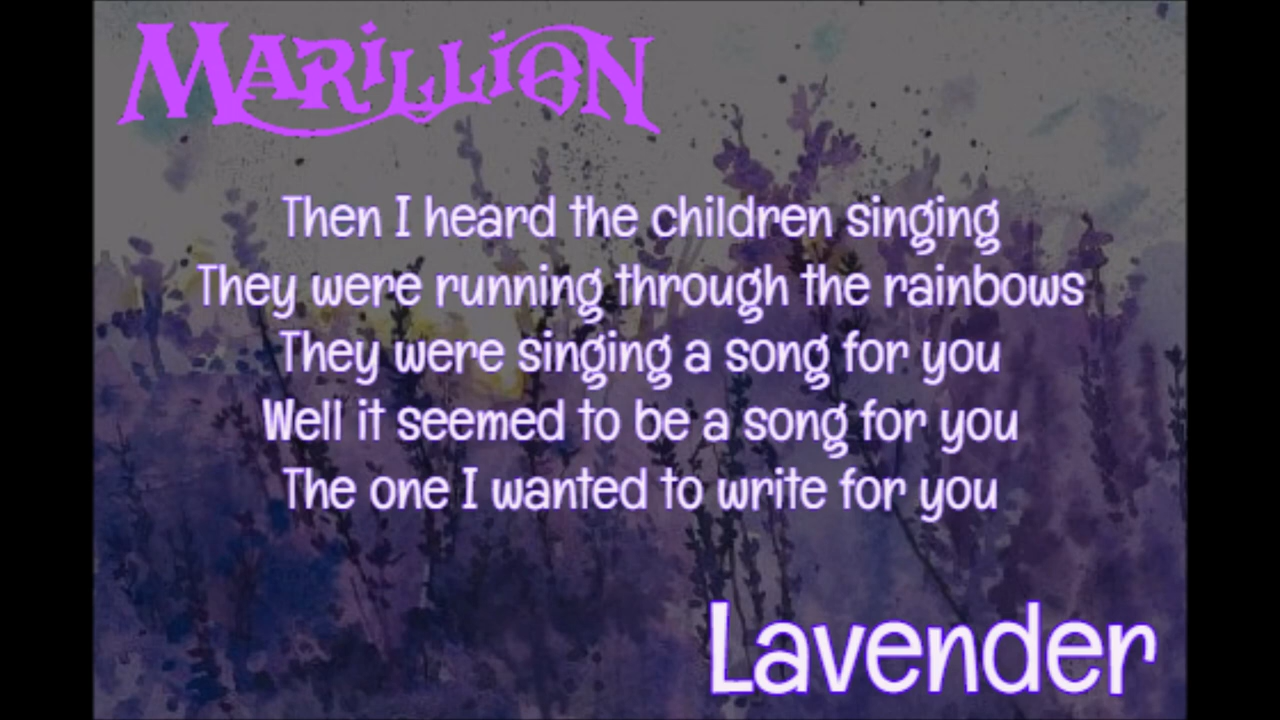 MARILLION
Then I heard the children singing
They were running through the rainbows
They were singing a song for you
Well it seemed to be a song for you
The one I wanted to write for you
Lavender